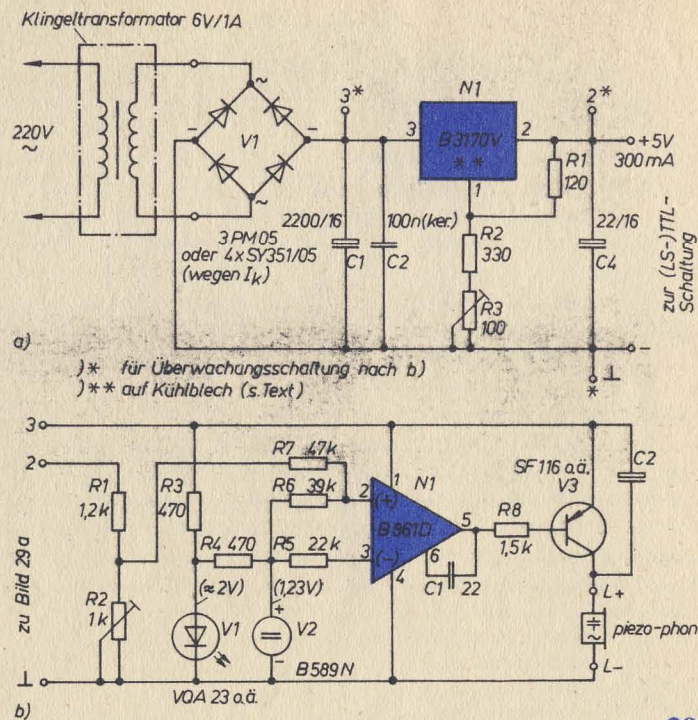 Klingeltransformator 6V/1A
220V
~
~
-
-
V1
~
3 PM 05
oder 4xSY351/05
(wegen Ik)
3*
2200/16
C1
100n(ker.)
C2
N1
3
B3170V
2
**
1
R1
120
R2
330
R3
100
2*
+5V
300mA
22/16
C4
-
⊥
*
zur (LS-)TTL-
Schaltung
a)
)* für Überwachungsschaltung nach b)
)** auf Kühlblech (s.Text)
3
2
zu Bild 29a
R1
1,2k
R2
1k
R3
470
R4 470
R7 47k
R6 39k
R5 22k
(≈2V)
(1,23V)
V1
V2
+
-
VQA 23 o.ä.
B589N
N1
1
2
(+)
B861D
3
(-)
4
5
6
C1
22
R8
1,5k
SF116 o.ä.
V3
C2
L+
piezo-phon
L-
⊥
b)